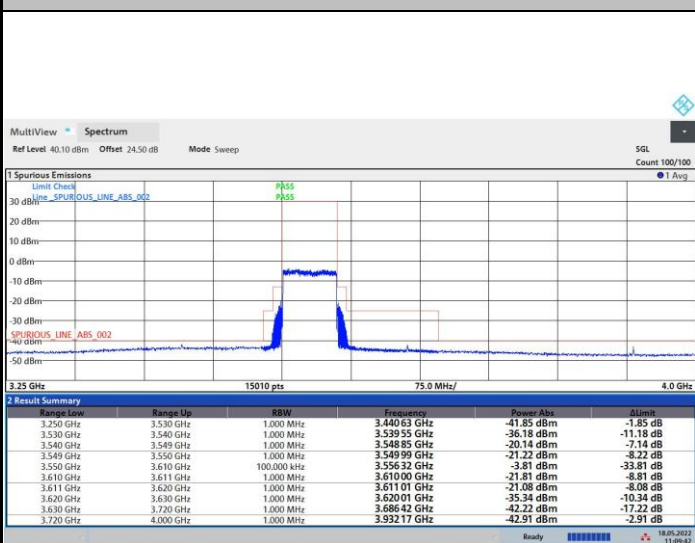 MultiView Spectrum
Ref Level 40.10 dBm Offset 24.50 dB Mode Sweep SGL
Count 100/100
1 Spurious Emissions 1 Avg
Limit Check PASS
Line _SPURIOUS_LINE_ABS_002 PASS
30 dBm
20 dBm
10 dBm
0 dBm
-10 dBm
-20 dBm
-30 dBm
_SPURIOUS_LINE_ABS_002
-40 dBm
-50 dBm
3.25 GHz 15010 pts 75.0 MHz/ 4.0 GHz
2 Result Summary
Range Low Range Up RBW Frequency Power Abs ΔLimit
3.250 GHz 3.530 GHz 1.000 MHz 3.44063 GHz -41.85 dBm -1.85 dB
3.530 GHz 3.540 GHz 1.000 MHz 3.53955 GHz -36.18 dBm -11.18 dB
3.540 GHz 3.549 GHz 1.000 MHz 3.54885 GHz -20.14 dBm -7.14 dB
3.549 GHz 3.550 GHz 1.000 MHz 3.54999 GHz -21.22 dBm -8.22 dB
3.550 GHz 3.610 GHz 100.000 kHz 3.55632 GHz -3.81 dBm -33.81 dB
3.610 GHz 3.611 GHz 1.000 MHz 3.61000 GHz -21.81 dBm -8.81 dB
3.611 GHz 3.620 GHz 1.000 MHz 3.61101 GHz -21.08 dBm -8.08 dB
3.620 GHz 3.630 GHz 1.000 MHz 3.62001 GHz -35.34 dBm -10.34 dB
3.630 GHz 3.720 GHz 1.000 MHz 3.68642 GHz -42.22 dBm -17.22 dB
3.720 GHz 4.000 GHz 1.000 MHz 3.93217 GHz -42.91 dBm -2.91 dB
Ready 18.05.2022
11:09:42